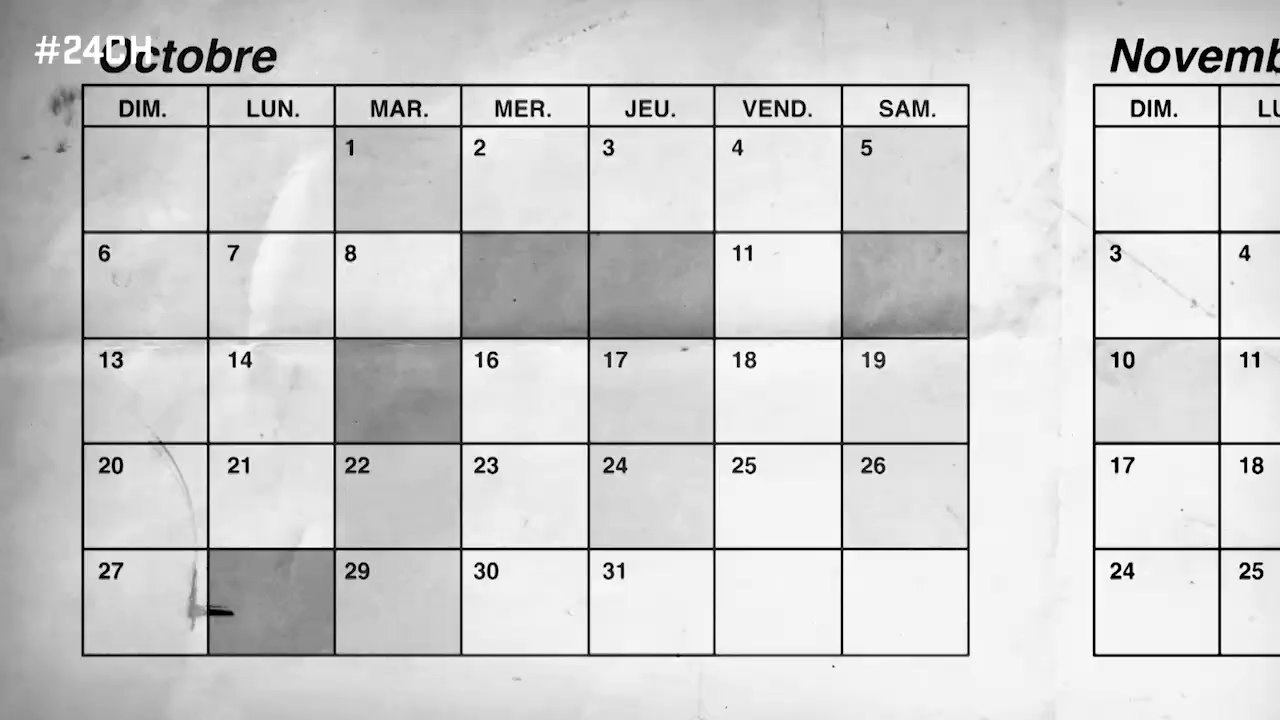 #24CH
Octobre
DIM. LUN. MAR. MER. JEU. VEND. SAM.
1 2 3 4 5
6 7 8 11
13 14 16 17 18 19
20 21 22 23 24 25 26
27 29 30 31
Novemb
DIM. LU
3 4
10 11
17 18
24 25